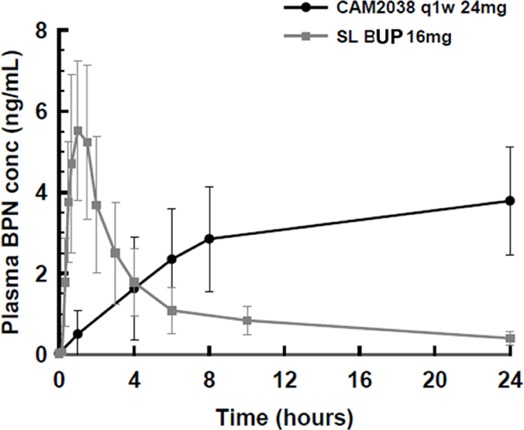 CAM2038 q1w 24mg
SL BUP 16mg
Plasma BPN conc (ng/mL)
8
6
4
2
0
0 4 8 12 16 20 24
Time (hours)